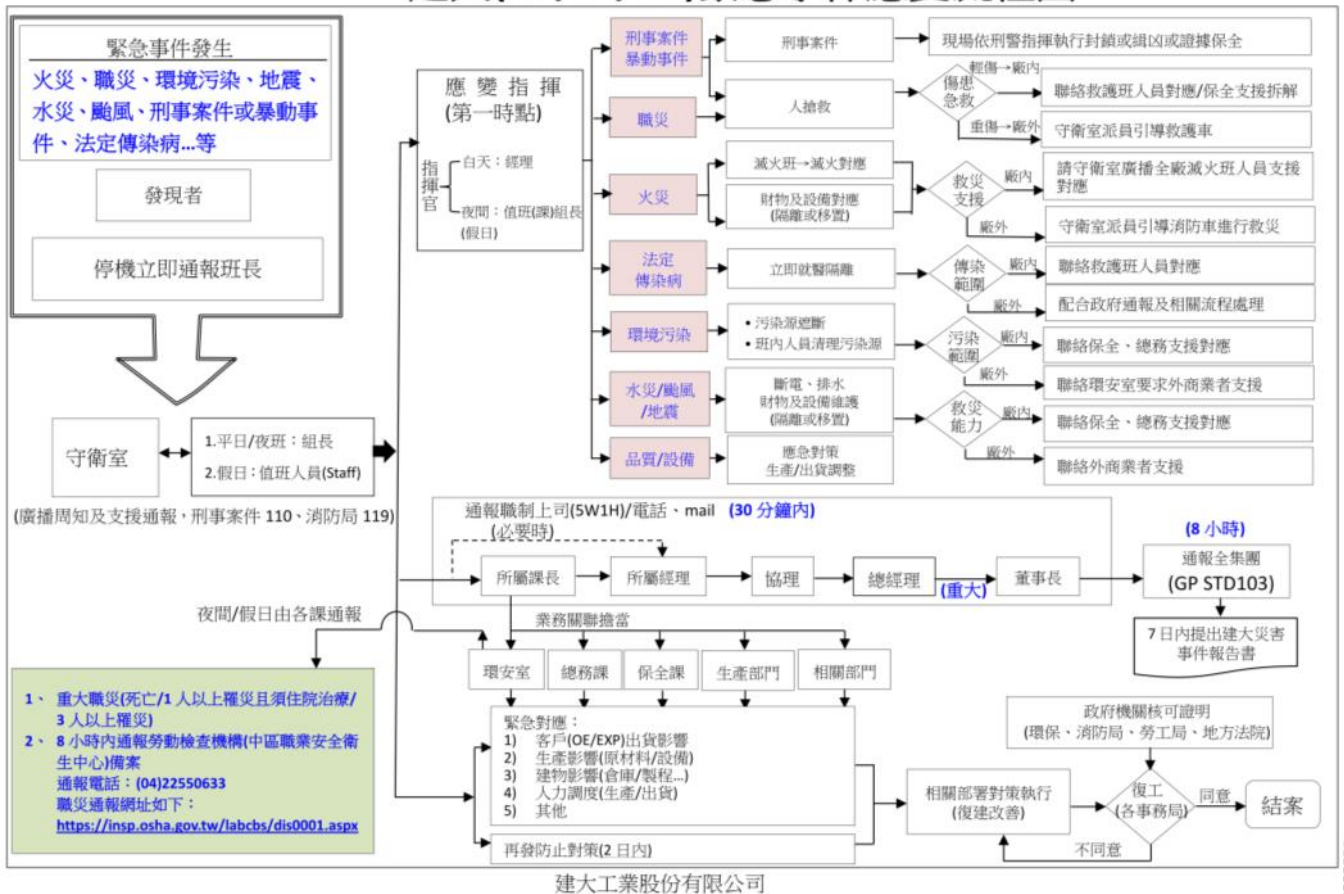 緊急事件發生
火災、職災、環境污染、地震、
水災、颱風、刑事案件或暴動事
件、法定傳染病...等
發現者
停機立即通報班長
守衛室
1.平日/夜班：組長
2.假日：值班人員(Staff)
(廣播周知及支援通報，刑事案件 110、消防局 119)
應 變 指 揮
(第一時點)
指揮官
白天：經理
夜間：值班(課)組長
(假日)
刑事案件
暴動事件
刑事案件
現場依刑警指揮執行封鎖或緝凶或證據保全
職災
人搶救
傷患
急救
輕傷→廠內
聯絡救護班人員對應/保全支援拆解
重傷→廠外
守衛室派員引導救護車
火災
滅火班→滅火對應
財物及設備對應
(隔離或移置)
救災
支援
廠內
請守衛室廣播全廠滅火班人員支援
對應
廠外
守衛室派員引導消防車進行救災
法定
傳染病
立即就醫隔離
傳染
範圍
廠內
聯絡救護班人員對應
廠外
配合政府通報及相關流程處理
環境污染
• 污染源遮斷
• 班內人員清理污染源
污染
範圍
廠內
聯絡保全、總務支援對應
廠外
聯絡環安室要求外商業者支援
水災/颱風
/地震
斷電、排水
財物及設備維護
(隔離或移置)
救災
能力
廠內
聯絡保全、總務支援對應
廠外
聯絡外商業者支援
品質/設備
應急對策
生產/出貨調整
通報職制上司(5W1H)/電話、mail (30 分鐘內)
(必要時)
所屬課長
所屬經理
協理
總經理
(重大)
董事長
(8 小時)
通報全集團
(GP STD103)
7 日內提出建大災害
事件報告書
夜間/假日由各課通報
業務關聯擔當
環安室
總務課
保全課
生產部門
相關部門
1、 重大職災(死亡/1 人以上罹災且須住院治療/
3 人以上罹災)
2、 8 小時內通報勞動檢查機構(中區職業安全衛
生中心)備案
通報電話：(04)22550633
職災通報網址如下：
https://insp.osha.gov.tw/labcbs/dis0001.aspx
緊急對應：
1) 客戶(OE/EXP)出貨影響
2) 生產影響(原材料/設備)
3) 建物影響(倉庫/製程...)
4) 人力調度(生產/出貨)
5) 其他
再發防止對策(2 日內)
相關部署對策執行
(復建改善)
政府機關核可證明
(環保、消防局、勞工局、地方法院)
復工
(各事務局)
同意
不同意
結案
建大工業股份有限公司